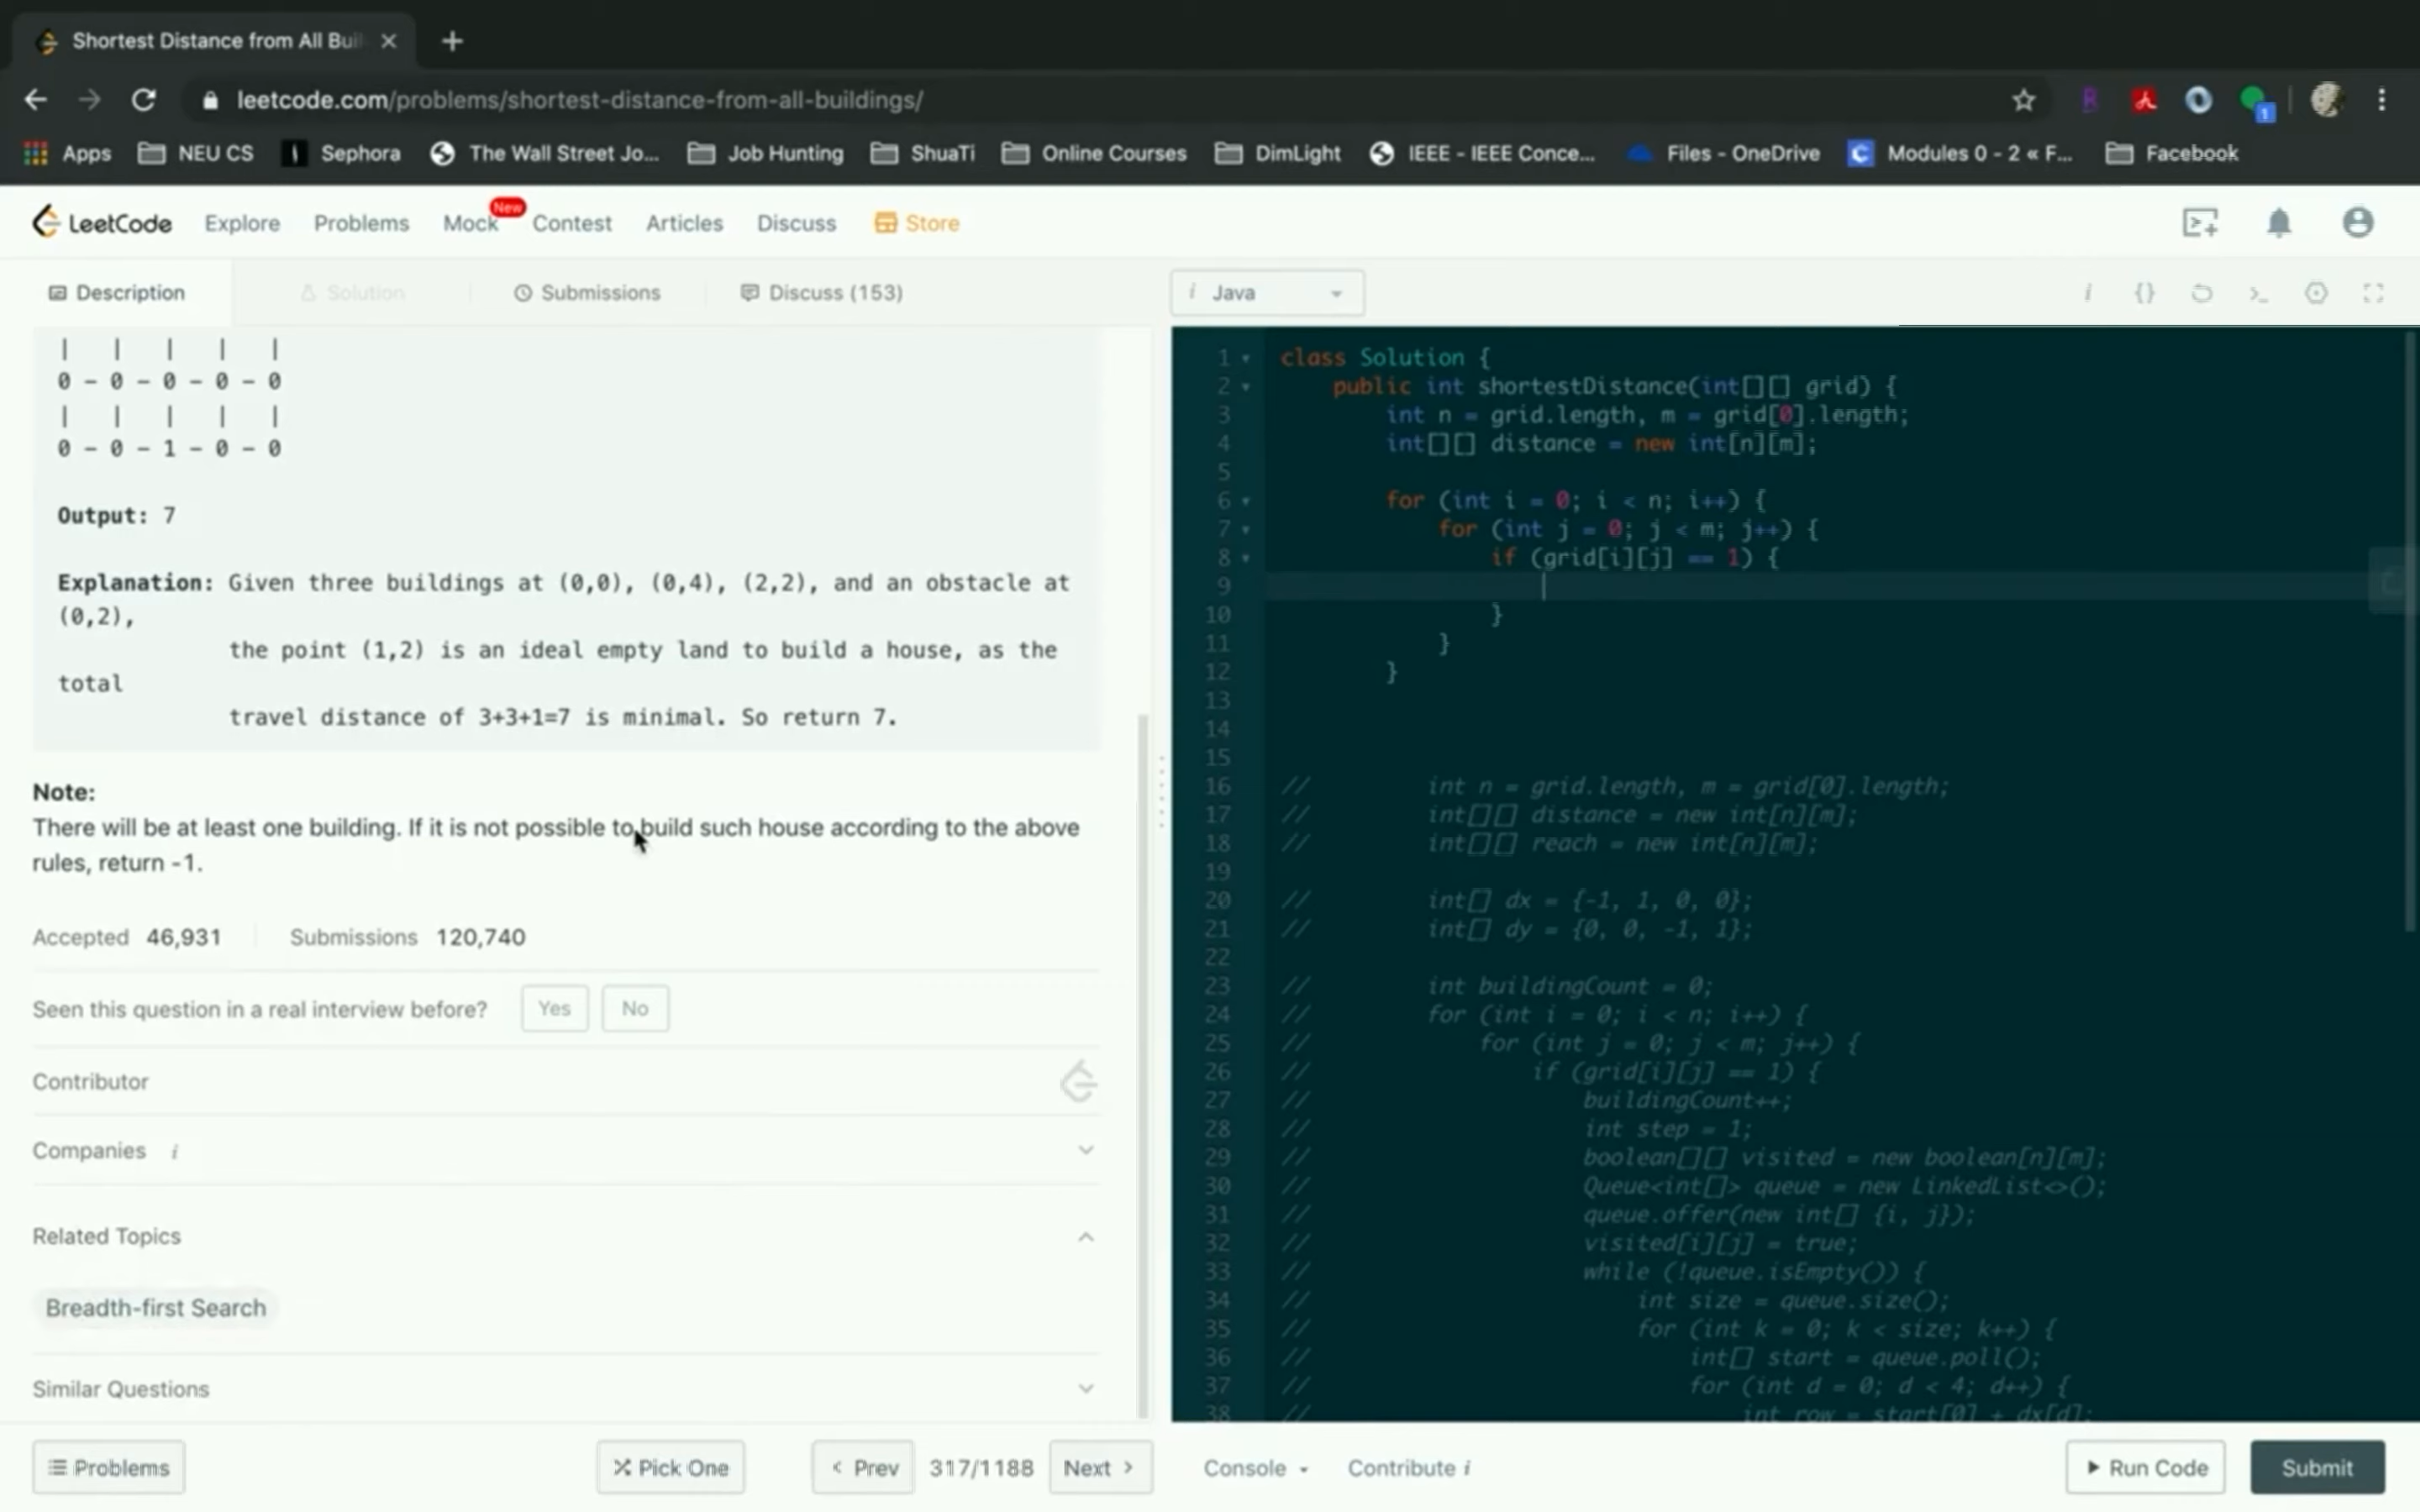 Shortest Distance from All Buil
leetcode.com/problems/shortest-distance-from-all-buildings/
Apps NEU CS Sephora The Wall Street Jo... Job Hunting ShuaTi Online Courses DimLight IEEE - IEEE Conce... Files - OneDrive Modules 0 - 2 « F... Facebook
LeetCode Explore Problems Mock New Contest Articles Discuss Store
Description Solution Submissions Discuss (153)
| | | | |
0 - 0 - 0 - 0 - 0
| | | | |
0 - 0 - 1 - 0 - 0
Output: 7
Explanation: Given three buildings at (0,0), (0,4), (2,2), and an obstacle at
(0,2),
the point (1,2) is an ideal empty land to build a house, as the
total
travel distance of 3+3+1=7 is minimal. So return 7.
Note:
There will be at least one building. If it is not possible to build such house according to the above
rules, return -1.
Accepted 46,931 Submissions 120,740
Seen this question in a real interview before? Yes No
Contributor
Companies i
Related Topics
Breadth-first Search
Similar Questions
Problems Pick One < Prev 317/1188 Next >
i Java
1 class Solution {
2 public int shortestDistance(int[][] grid) {
3 int n = grid.length, m = grid[0].length;
4 int[][] distance = new int[n][m];
5
6 for (int i = 0; i < n; i++) {
7 for (int j = 0; j < m; j++) {
8 if (grid[i][j] == 1) {
9
10 }
11 }
12 }
13
14
15
16 // int n = grid.length, m = grid[0].length;
17 // int[][] distance = new int[n][m];
18 // int[][] reach = new int[n][m];
19
20 // int[] dx = {-1, 1, 0, 0};
21 // int[] dy = {0, 0, -1, 1};
22
23 // int buildingCount = 0;
24 // for (int i = 0; i < n; i++) {
25 // for (int j = 0; j < m; j++) {
26 // if (grid[i][j] == 1) {
27 // buildingCount++;
28 // int step = 1;
29 // boolean[][] visited = new boolean[n][m];
30 // Queue<int[]> queue = new LinkedList<>();
31 // queue.offer(new int[] {i, j});
32 // visited[i][j] = true;
33 // while (!queue.isEmpty()) {
34 // int size = queue.size();
35 // for (int k = 0; k < size; k++) {
36 // int[] start = queue.poll();
37 // for (int d = 0; d < 4; d++) {
38 // int row = start[0] + dx[d];
Console Contribute i Run Code Submit